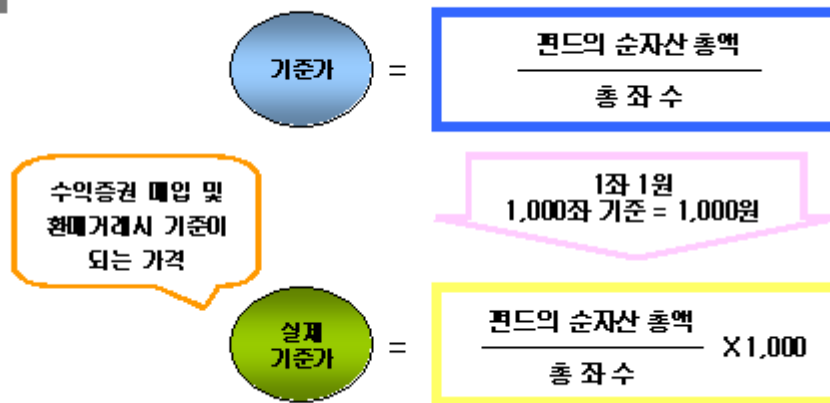 기준가 =
펀드의 순자산 총액
총 좌 수
1좌 1원
1,000좌 기준 = 1,000원
수익증권 매입 및
환매거래시 기준이
되는 가격
실제
기준가
=
펀드의 순자산 총액
총 좌 수
X 1,000